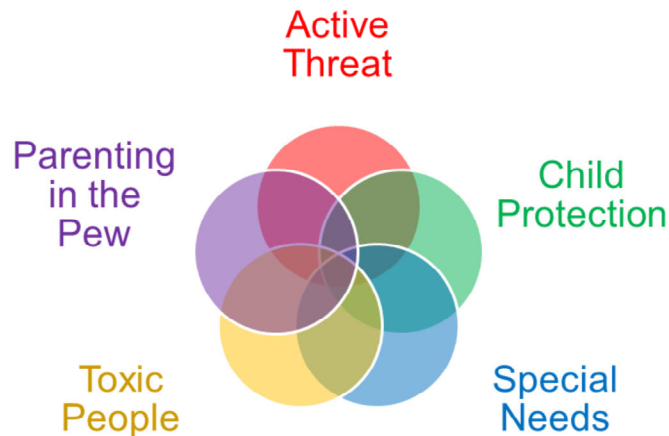 Active
Threat
Parenting
in the
Pew
Child
Protection
Toxic
People
Special
Needs